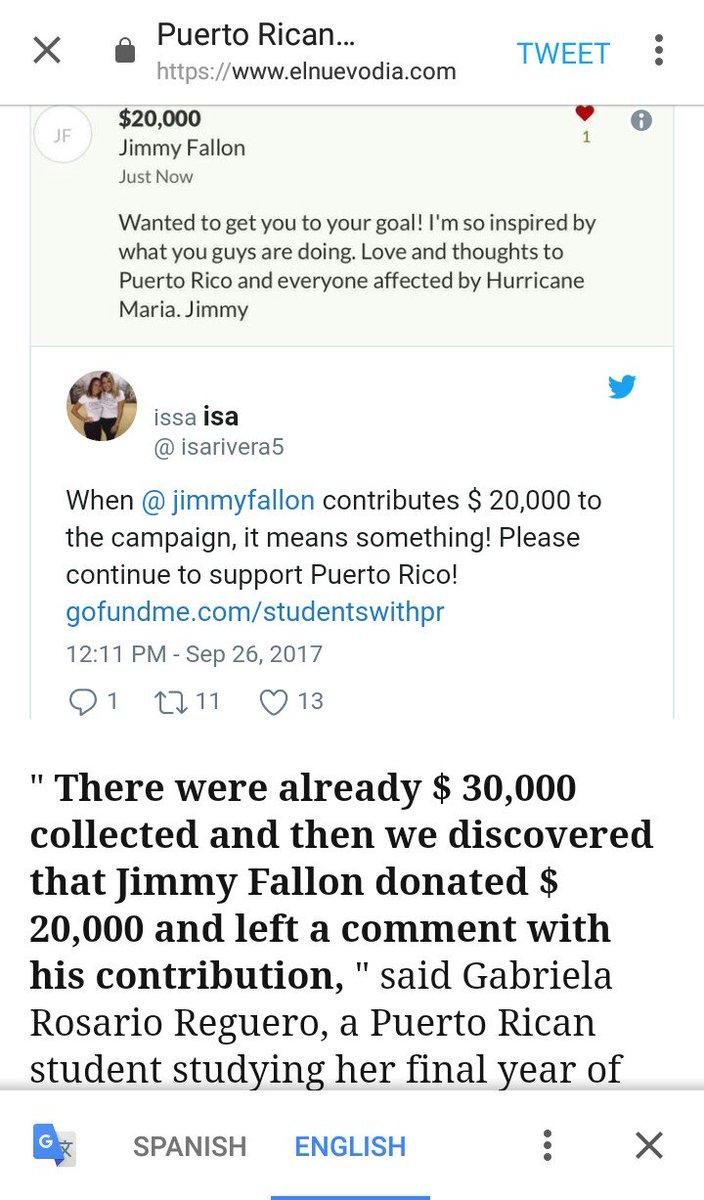 Puerto Rican...
https://www.elnuevodia.com
TWEET
JF
$20,000
Jimmy Fallon
Just Now
1
Wanted to get you to your goal! I'm so inspired by
what you guys are doing. Love and thoughts to
Puerto Rico and everyone affected by Hurricane
Maria. Jimmy
issa isa
@ isarivera5
When @ jimmyfallon contributes $ 20,000 to
the campaign, it means something! Please
continue to support Puerto Rico!
gofundme.com/studentswithpr
12:11 PM - Sep 26, 2017
1 11 13
" There were already $ 30,000
collected and then we discovered
that Jimmy Fallon donated $
20,000 and left a comment with
his contribution, " said Gabriela
Rosario Reguero, a Puerto Rican
student studying her final year of
G 文 SPANISH ENGLISH